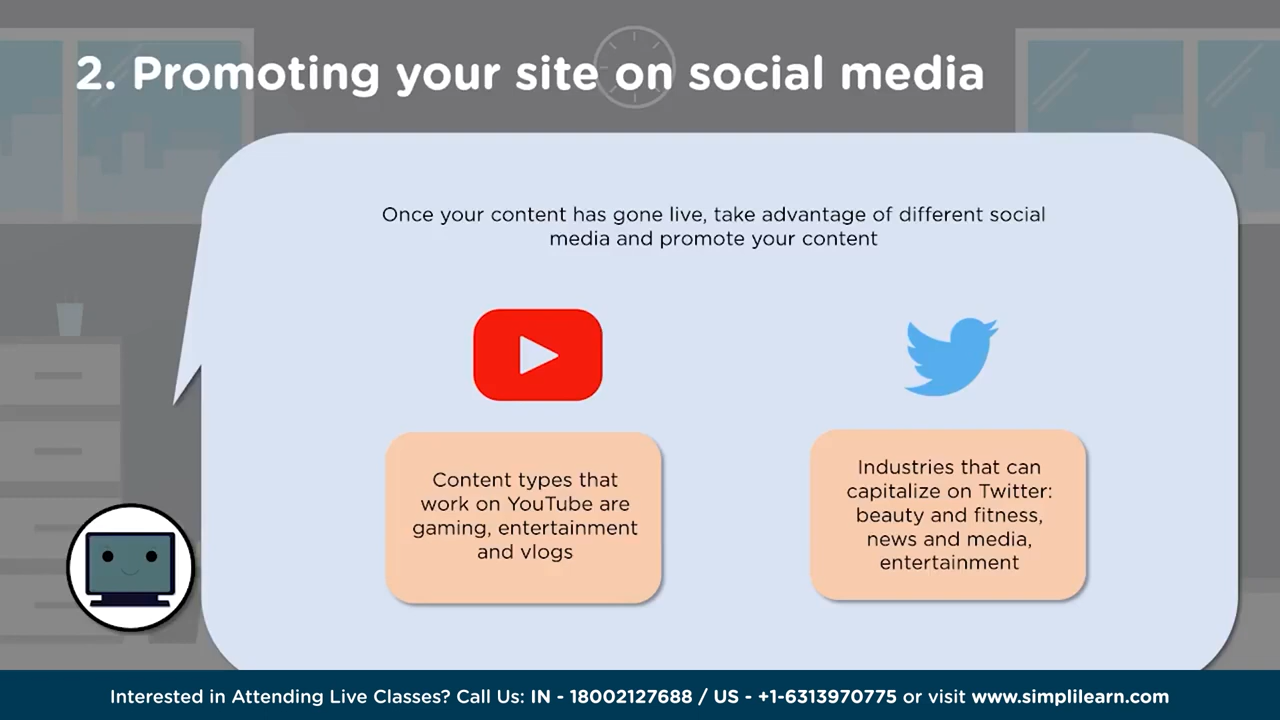 2. Promoting your site on social media
Once your content has gone live, take advantage of different social
media and promote your content
Content types that
work on YouTube are
gaming, entertainment
and vlogs
Industries that can
capitalize on Twitter:
beauty and fitness,
news and media,
entertainment
Interested in Attending Live Classes? Call Us: IN - 18002127688 / US - +1-6313970775 or visit www.simplilearn.com